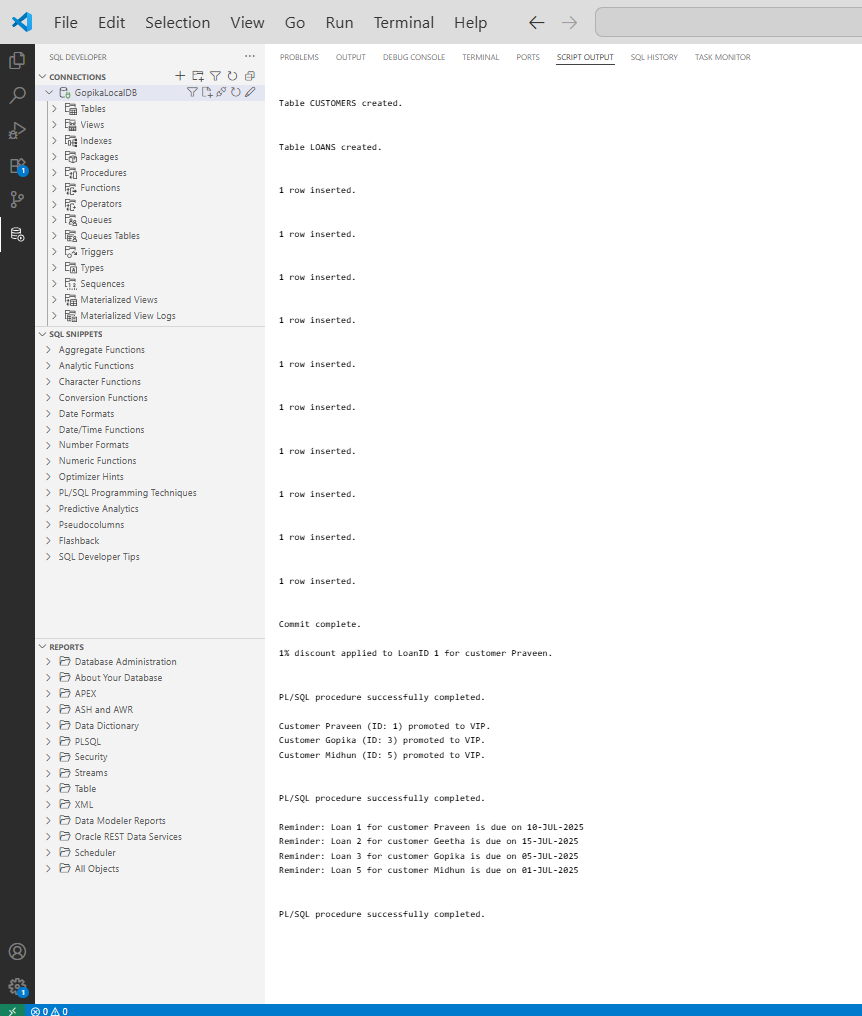 File Edit Selection View Go Run Terminal Help
SQL DEVELOPER
CONNECTIONS
GopikaLocalDB
Tables
Views
Indexes
Packages
Procedures
Functions
Operators
Queues
Queues Tables
Triggers
Types
Sequences
Materialized Views
Materialized View Logs
SQL SNIPPETS
Aggregate Functions
Analytic Functions
Character Functions
Conversion Functions
Date Formats
Date/Time Functions
Number Formats
Numeric Functions
Optimizer Hints
PL/SQL Programming Techniques
Predictive Analytics
Pseudocolumns
Flashback
SQL Developer Tips
REPORTS
Database Administration
About Your Database
APEX
ASH and AWR
Data Dictionary
PLSQL
Security
Streams
Table
XML
Data Modeler Reports
Oracle REST Data Services
Scheduler
All Objects
1
1
PROBLEMS OUTPUT DEBUG CONSOLE TERMINAL PORTS SCRIPT OUTPUT SQL HISTORY TASK MONITOR
Table CUSTOMERS created.
Table LOANS created.
1 row inserted.
1 row inserted.
1 row inserted.
1 row inserted.
1 row inserted.
1 row inserted.
1 row inserted.
1 row inserted.
1 row inserted.
1 row inserted.
Commit complete.
1% discount applied to LoanID 1 for customer Praveen.
PL/SQL procedure successfully completed.
Customer Praveen (ID: 1) promoted to VIP.
Customer Gopika (ID: 3) promoted to VIP.
Customer Midhun (ID: 5) promoted to VIP.
PL/SQL procedure successfully completed.
Reminder: Loan 1 for customer Praveen is due on 10-JUL-2025
Reminder: Loan 2 for customer Geetha is due on 15-JUL-2025
Reminder: Loan 3 for customer Gopika is due on 05-JUL-2025
Reminder: Loan 5 for customer Midhun is due on 01-JUL-2025
PL/SQL procedure successfully completed.
0 0